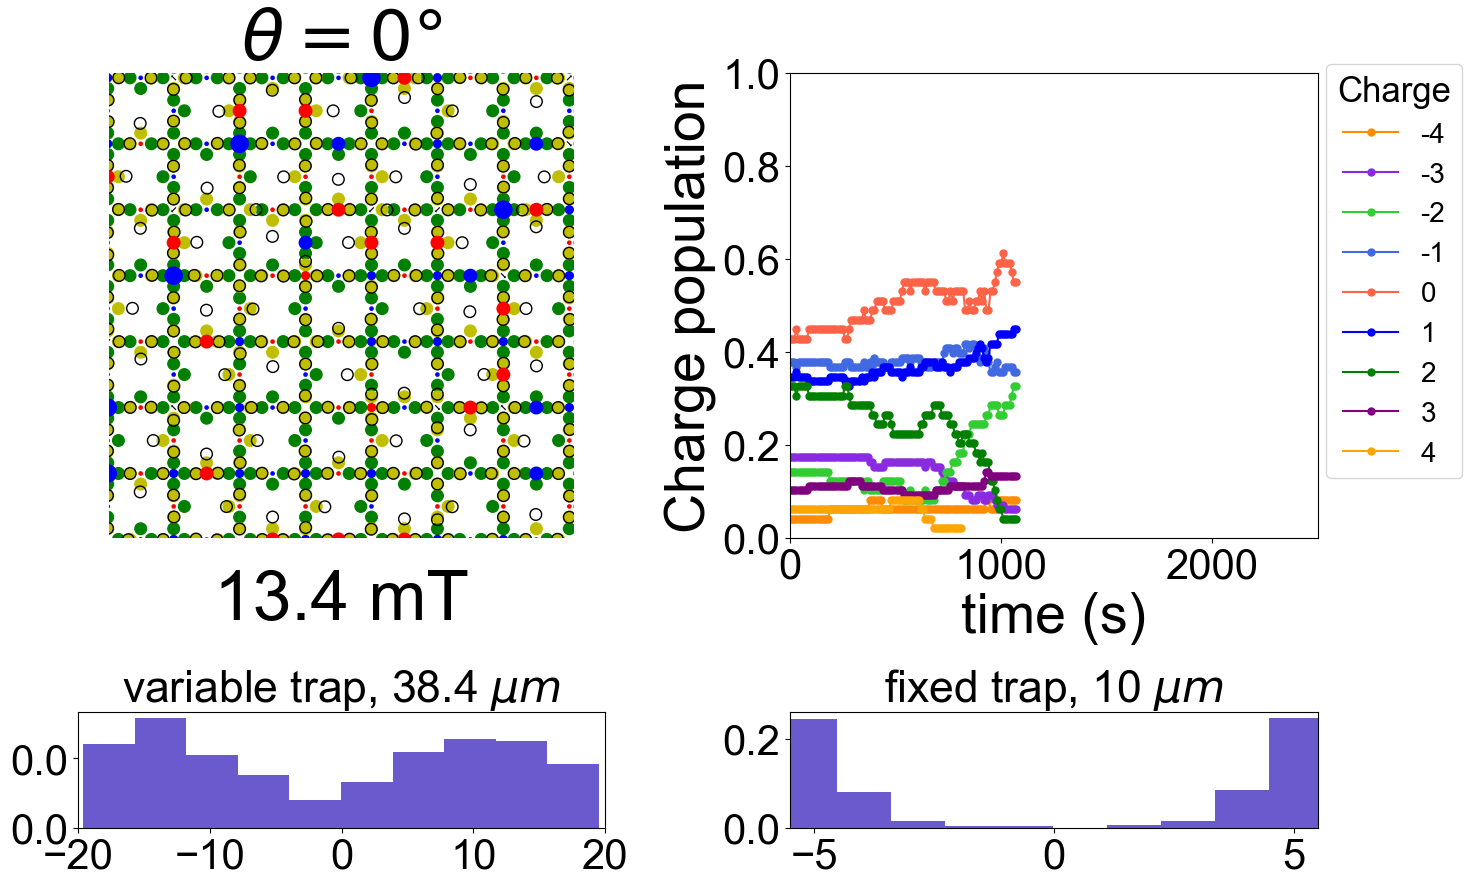 θ = 0°
13.4 mT
1.0
0.8
0.6
0.4
0.2
0.0
Charge population
0 1000 2000
time (s)
Charge
-4
-3
-2
-1
0
1
2
3
4
variable trap, 38.4 μm
0.0
0.0
−20 −10 0 10 20
fixed trap, 10 μm
0.2
0.0
−5 0 5